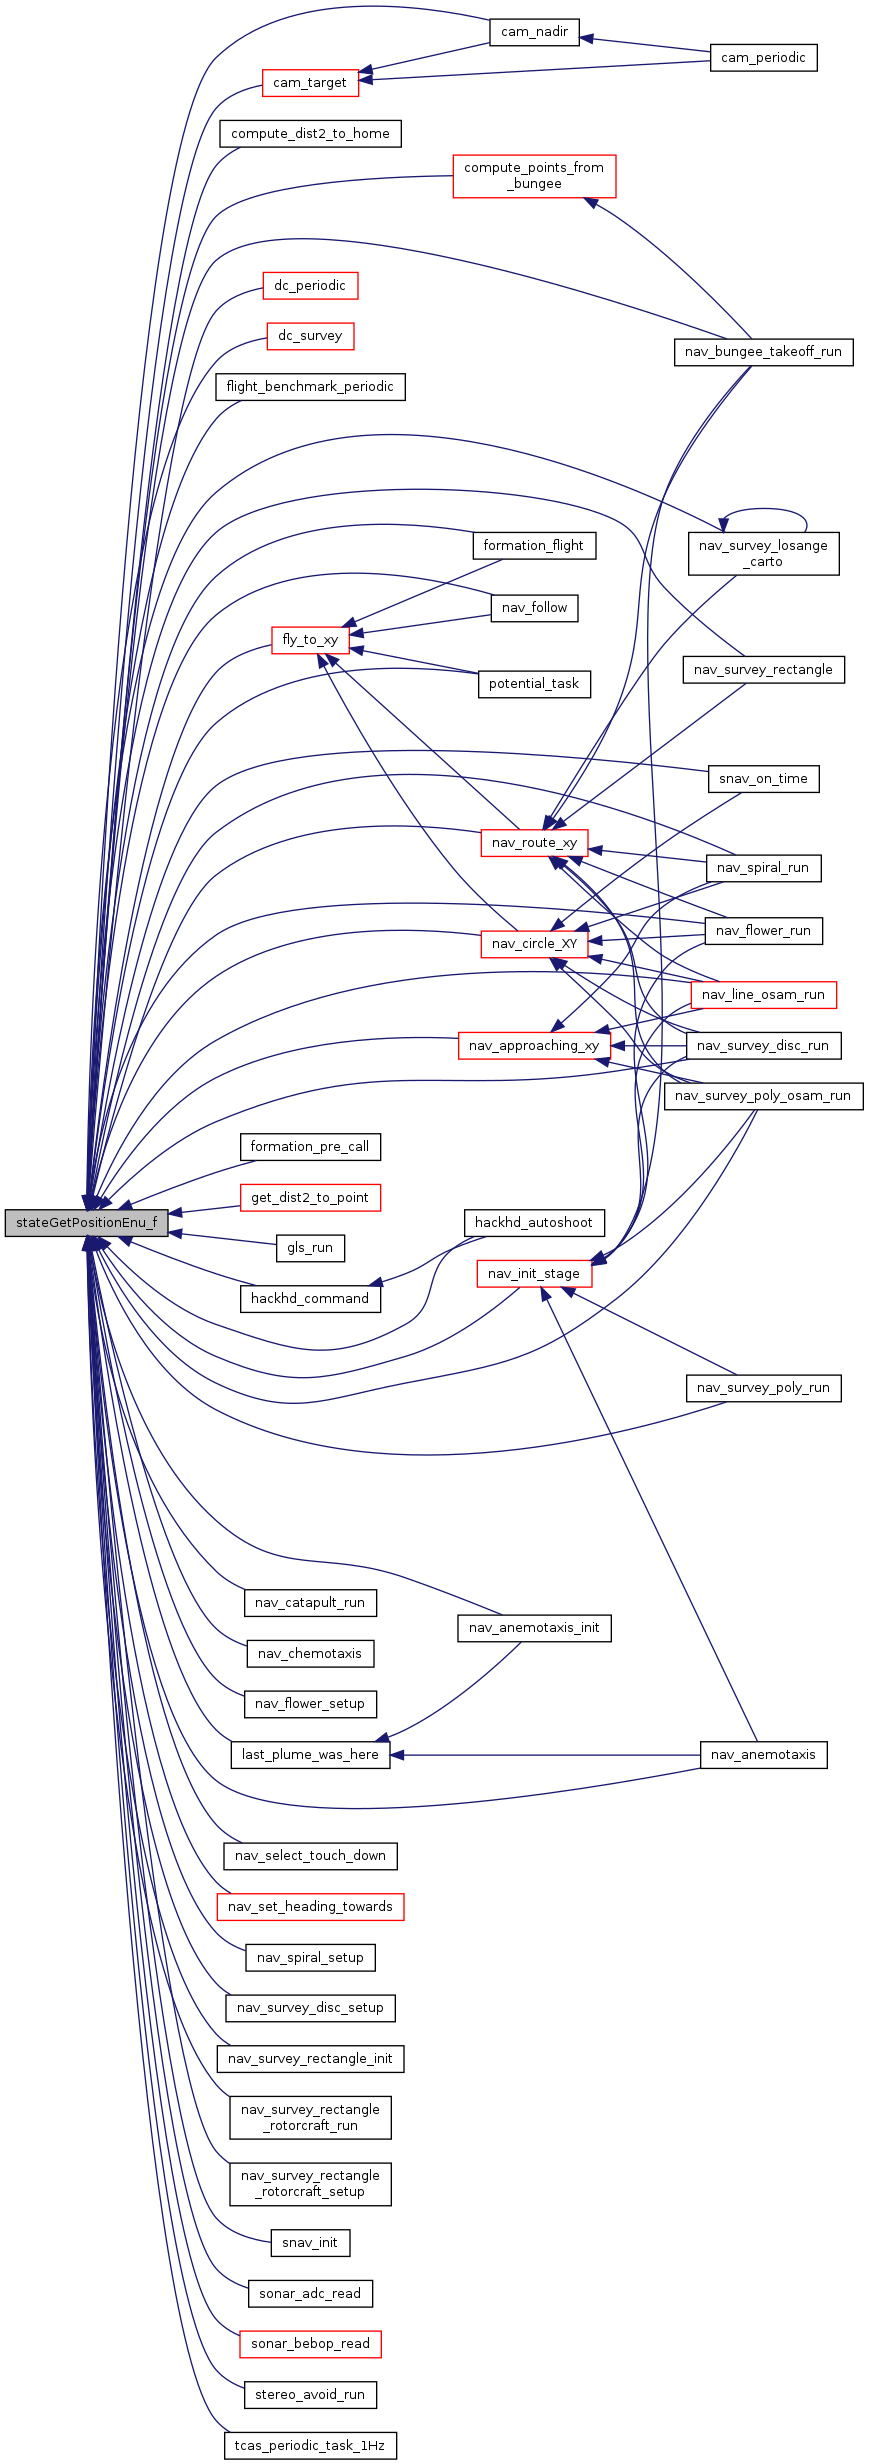 cam_nadir
cam_periodic
cam_target
compute_dist2_to_home
compute_points_from
_bungee
dc_periodic
dc_survey
nav_bungee_takeoff_run
flight_benchmark_periodic
formation_flight
nav_survey_losange
_carto
nav_follow
fly_to_xy
nav_survey_rectangle
potential_task
snav_on_time
nav_route_xy
nav_spiral_run
nav_flower_run
nav_circle_XY
nav_line_osam_run
nav_approaching_xy
nav_survey_disc_run
nav_survey_poly_osam_run
formation_pre_call
get_dist2_to_point
stateGetPositionEnu_f
hackhd_autoshoot
gls_run
nav_init_stage
hackhd_command
nav_survey_poly_run
nav_catapult_run
nav_anemotaxis_init
nav_chemotaxis
nav_flower_setup
last_plume_was_here
nav_anemotaxis
nav_select_touch_down
nav_set_heading_towards
nav_spiral_setup
nav_survey_disc_setup
nav_survey_rectangle_init
nav_survey_rectangle
_rotorcraft_run
nav_survey_rectangle
_rotorcraft_setup
snav_init
sonar_adc_read
sonar_bebop_read
stereo_avoid_run
tcas_periodic_task_1Hz